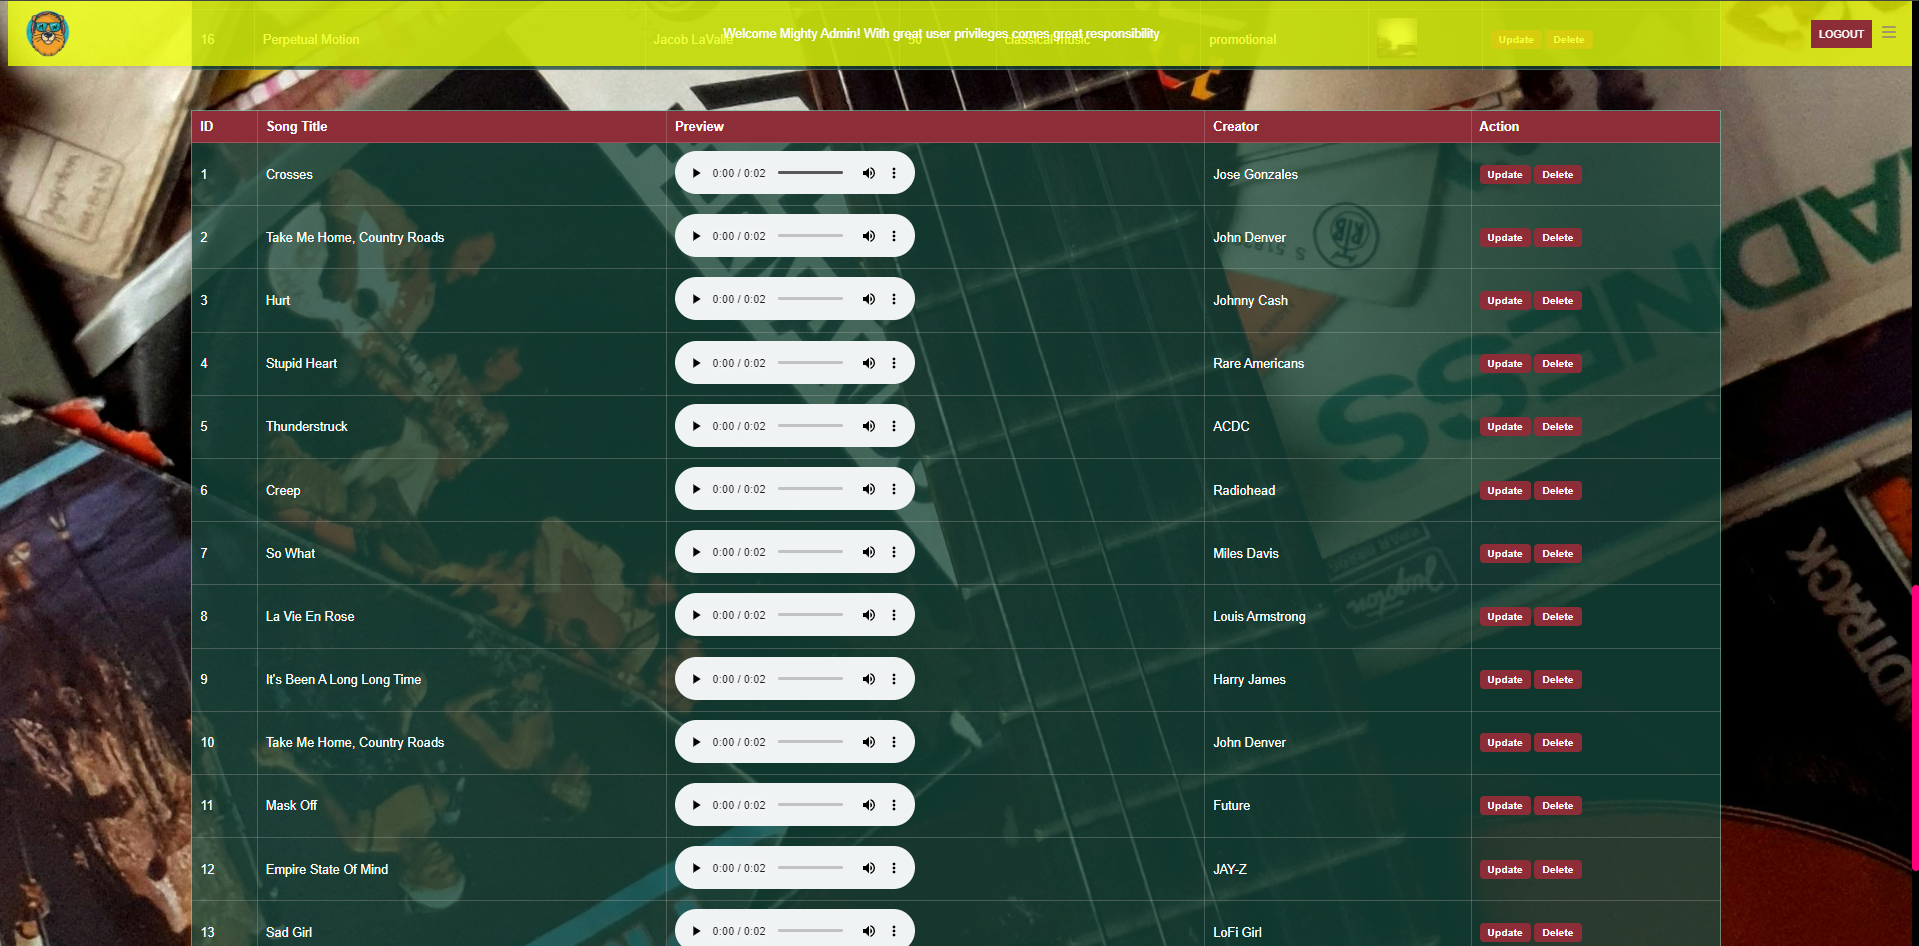 Welcome Mighty Admin! With great user privileges comes great responsibility
LOGOUT
16 Perpetual Motion Jacob LaValle 50 classical music promotional Update Delete
ID Song Title Preview Creator Action
1 Crosses 0:00 / 0:02 Jose Gonzales Update Delete
2 Take Me Home, Country Roads 0:00 / 0:02 John Denver Update Delete
3 Hurt 0:00 / 0:02 Johnny Cash Update Delete
4 Stupid Heart 0:00 / 0:02 Rare Americans Update Delete
5 Thunderstruck 0:00 / 0:02 ACDC Update Delete
6 Creep 0:00 / 0:02 Radiohead Update Delete
7 So What 0:00 / 0:02 Miles Davis Update Delete
8 La Vie En Rose 0:00 / 0:02 Louis Armstrong Update Delete
9 It's Been A Long Long Time 0:00 / 0:02 Harry James Update Delete
10 Take Me Home, Country Roads 0:00 / 0:02 John Denver Update Delete
11 Mask Off 0:00 / 0:02 Future Update Delete
12 Empire State Of Mind 0:00 / 0:02 JAY-Z Update Delete
13 Sad Girl 0:00 / 0:02 LoFi Girl Update Delete
ADNESS
RTB
Jugoton
NDTRACK